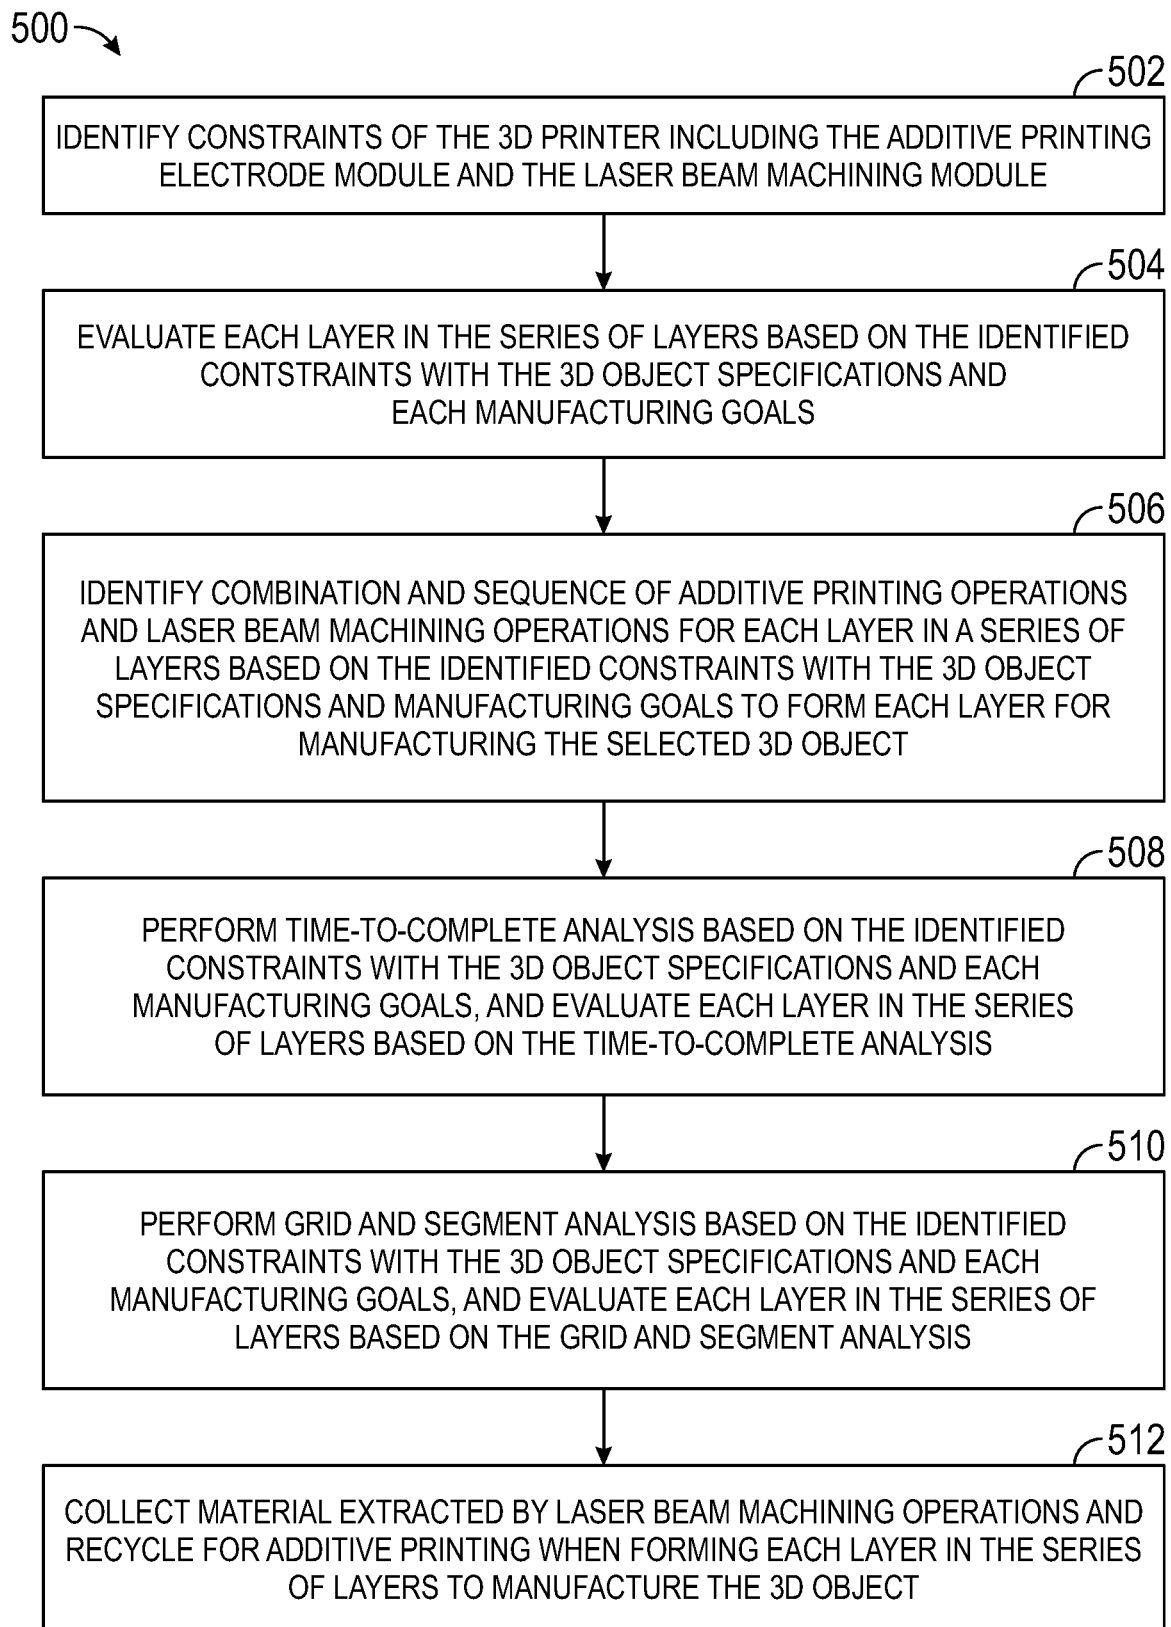 500
502
IDENTIFY CONSTRAINTS OF THE 3D PRINTER INCLUDING THE ADDITIVE PRINTING
ELECTRODE MODULE AND THE LASER BEAM MACHINING MODULE
504
EVALUATE EACH LAYER IN THE SERIES OF LAYERS BASED ON THE IDENTIFIED
CONTSTRAINTS WITH THE 3D OBJECT SPECIFICATIONS AND
EACH MANUFACTURING GOALS
506
IDENTIFY COMBINATION AND SEQUENCE OF ADDITIVE PRINTING OPERATIONS
AND LASER BEAM MACHINING OPERATIONS FOR EACH LAYER IN A SERIES OF
LAYERS BASED ON THE IDENTIFIED CONSTRAINTS WITH THE 3D OBJECT
SPECIFICATIONS AND MANUFACTURING GOALS TO FORM EACH LAYER FOR
MANUFACTURING THE SELECTED 3D OBJECT
508
PERFORM TIME-TO-COMPLETE ANALYSIS BASED ON THE IDENTIFIED
CONSTRAINTS WITH THE 3D OBJECT SPECIFICATIONS AND EACH
MANUFACTURING GOALS, AND EVALUATE EACH LAYER IN THE SERIES
OF LAYERS BASED ON THE TIME-TO-COMPLETE ANALYSIS
510
PERFORM GRID AND SEGMENT ANALYSIS BASED ON THE IDENTIFIED
CONSTRAINTS WITH THE 3D OBJECT SPECIFICATIONS AND EACH
MANUFACTURING GOALS, AND EVALUATE EACH LAYER IN THE SERIES OF
LAYERS BASED ON THE GRID AND SEGMENT ANALYSIS
512
COLLECT MATERIAL EXTRACTED BY LASER BEAM MACHINING OPERATIONS AND
RECYCLE FOR ADDITIVE PRINTING WHEN FORMING EACH LAYER IN THE SERIES
OF LAYERS TO MANUFACTURE THE 3D OBJECT